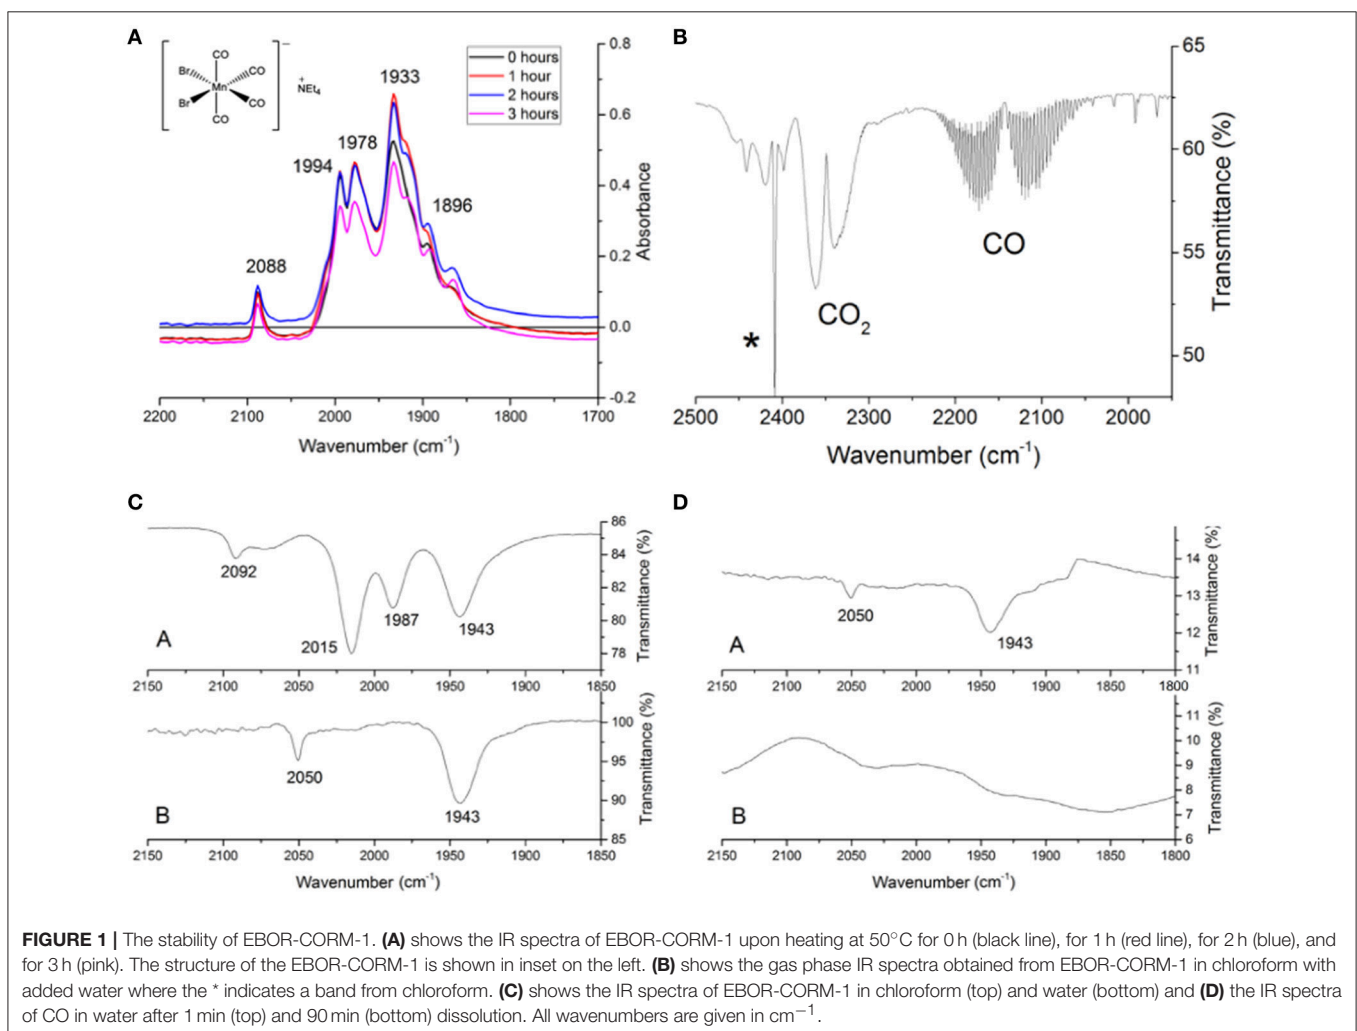 A
CO
Br
CO
Mn
Br
CO
CO
−
+
NEt4
0 hours
1 hour
2 hours
3 hours
1933
1978
1994
1896
2088
0.8
0.6
0.4
0.2
0.0
-0.2
Absorbance
2200 2100 2000 1900 1800 1700
Wavenumber (cm-1)
B
65
60
55
50
Transmittance (%)
CO
CO2
*
2500 2400 2300 2200 2100 2000
Wavenumber (cm-1)
C
86
84
82
80
78
Transmittance (%)
2092
2015
1987
1943
A
2150 2100 2050 2000 1950 1900 1850
100
95
90
85
Transmittance (%)
2050
1943
B
2150 2100 2050 2000 1950 1900 1850
Wavenumber (cm-1)
D
14
13
12
11
Transmittance (%)
2050
1943
A
2150 2100 2050 2000 1950 1900 1850 1800
11
10
9
8
7
6
Transmittance (%)
B
2150 2100 2050 2000 1950 1900 1850 1800
Wavenumber (cm-1)
FIGURE 1 | The stability of EBOR-CORM-1. (A) shows the IR spectra of EBOR-CORM-1 upon heating at 50°C for 0 h (black line), for 1 h (red line), for 2 h (blue), and
for 3 h (pink). The structure of the EBOR-CORM-1 is shown in inset on the left. (B) shows the gas phase IR spectra obtained from EBOR-CORM-1 in chloroform with
added water where the * indicates a band from chloroform. (C) shows the IR spectra of EBOR-CORM-1 in chloroform (top) and water (bottom) and (D) the IR spectra
of CO in water after 1 min (top) and 90 min (bottom) dissolution. All wavenumbers are given in cm−1.